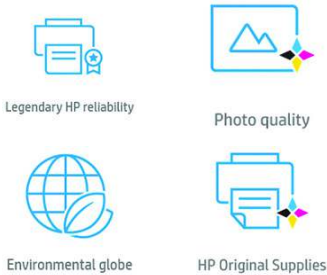 Legendary HP reliability
Photo quality
Environmental globe
HP Original Supplies